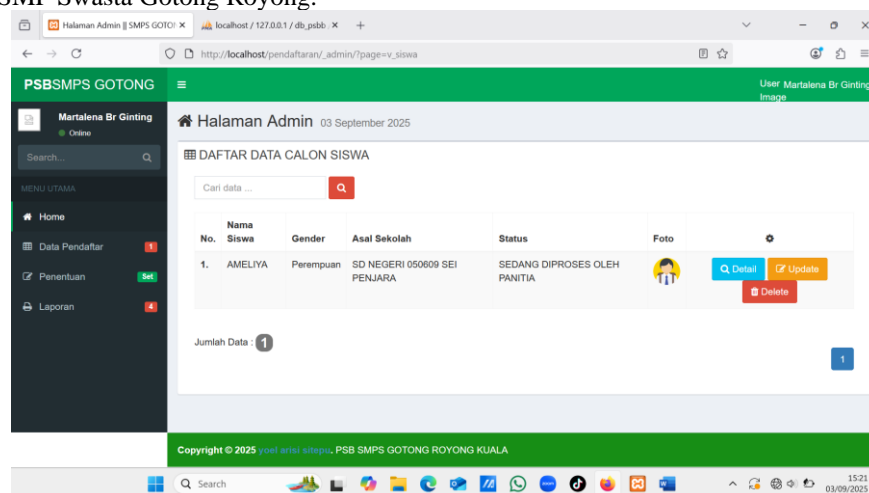 SMP Swasta Gotong Royong.
Halaman Admin || SMPS GOTO
localhost / 127.0.0.1 / db_psbb
http://localhost/pendaftaran/_admin/?page=v_siswa
PSBSMPS GOTONG
User Image
Martalena Br Ginting
Martalena Br Ginting
Online
Search...
MENU UTAMA
Home
Data Pendaftar 1
Penentuan Set
Laporan 4
Halaman Admin 03 September 2025
DAFTAR DATA CALON SISWA
Cari data ...
No. Nama Siswa Gender Asal Sekolah Status Foto
1. AMELIYA Perempuan SD NEGERI 050609 SEI PENJARA SEDANG DIPROSES OLEH PANITIA
Detail Update
Delete
Jumlah Data : 1
1
Copyright © 2025 yoel arisi sitepu. PSB SMPS GOTONG ROYONG KUALA
Search
15:21
03/09/2025